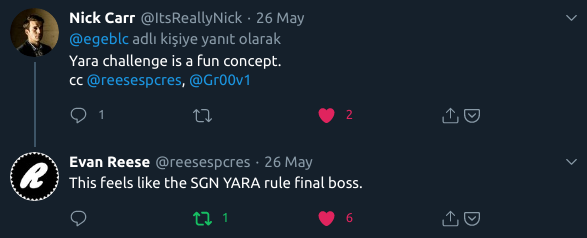 Nick Carr @ItsReallyNick · 26 May
@egeblc adlı kişiye yanıt olarak
Yara challenge is a fun concept.
cc @reesespcres, @Gr00v1
1
2
Evan Reese @reesespcres · 26 May
This feels like the SGN YARA rule final boss.
1
6